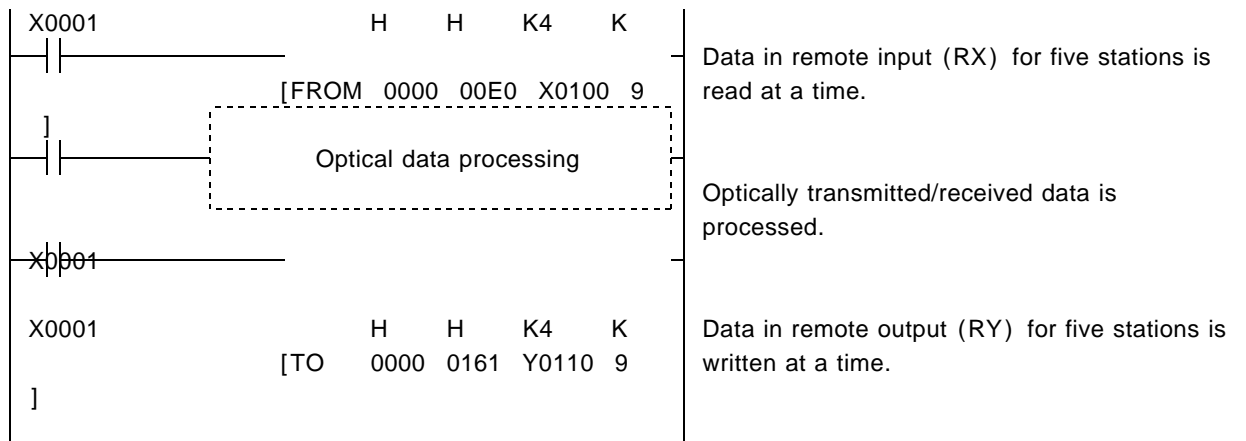 X0001 H H K4 K
[FROM 0000 00E0 X0100 9
]
Data in remote input (RX) for five stations is
read at a time.
Optical data processing
Optically transmitted/received data is
processed.
X0001
X0001 H H K4 K
[TO 0000 0161 Y0110 9
]
Data in remote output (RY) for five stations is
written at a time.